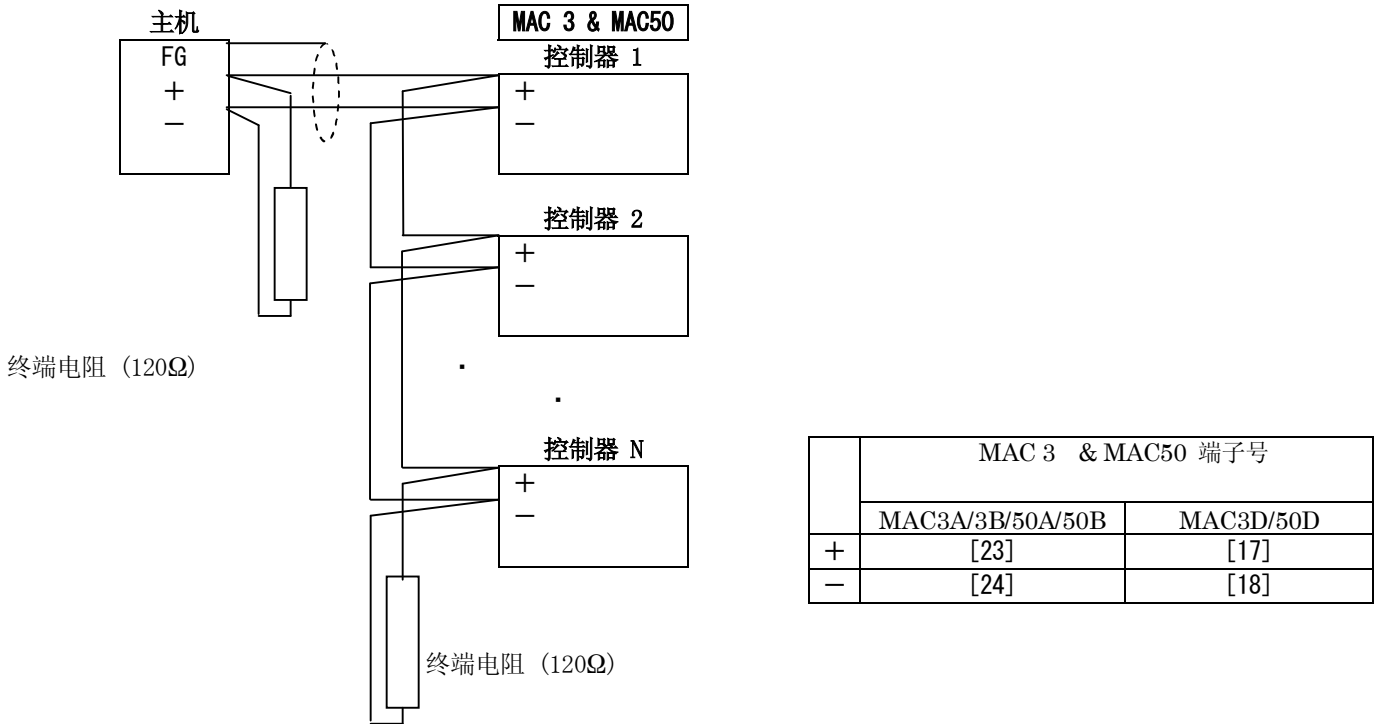 主机
FG
+
−
MAC 3 & MAC50
控制器 1
+
−
控制器 2
+
−
.
.
控制器 N
+
−
终端电阻 (120Ω)
终端电阻 (120Ω)
MAC 3 & MAC50 端子号
MAC3A/3B/50A/50B MAC3D/50D
+ [23] [17]
− [24] [18]